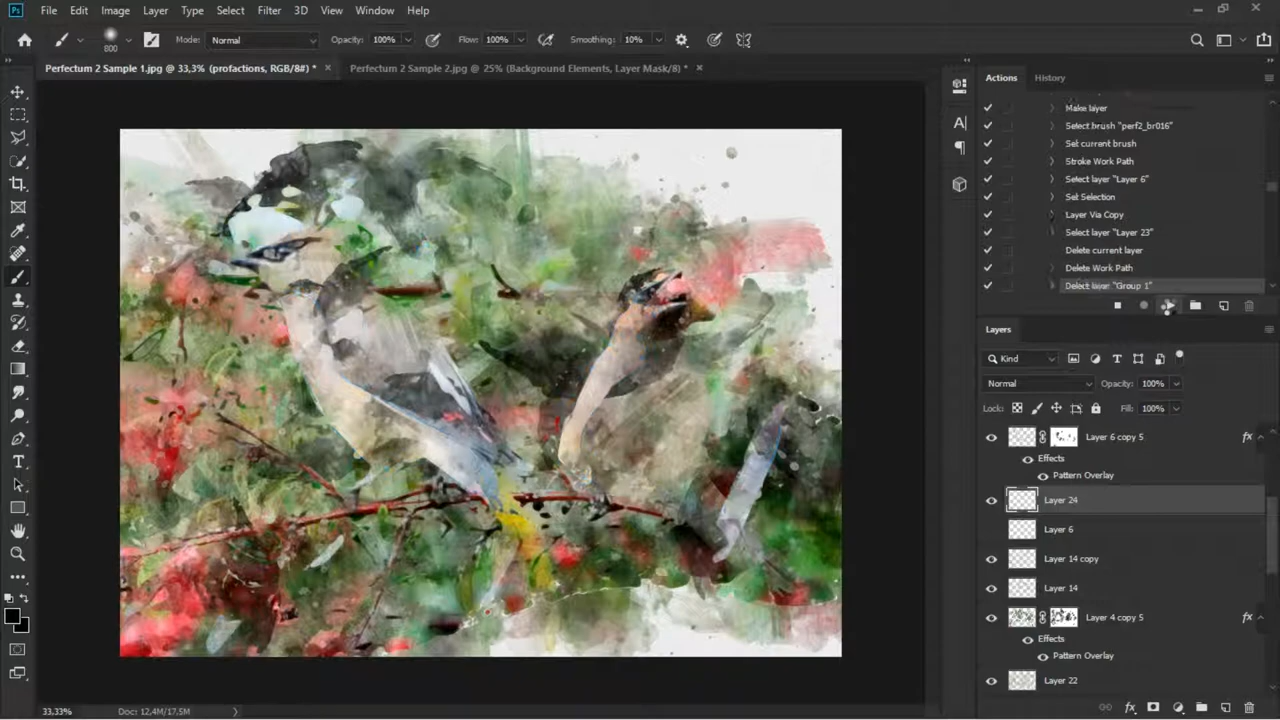 Ps File Edit Image Layer Type Select Filter 3D View Window Help
800 Mode: Normal Opacity: 100% Flow: 100% Smoothing: 10%
Perfectum 2 Sample 1.jpg @ 33,3% (profactions, RGB/8#) * × Perfectum 2 Sample 2.jpg @ 25% (Background Elements, Layer Mask/8) * ×
Actions History
Make layer
Select brush "perf2_br016"
Set current brush
Stroke Work Path
Select layer "Layer 6"
Set Selection
Layer Via Copy
Select layer "Layer 23"
Delete current layer
Delete Work Path
Select layer "Group 1"
Layers
Kind
Normal Opacity: 100%
Lock: Fill: 100%
Layer 6 copy 5 fx
Effects
Pattern Overlay
Layer 24
Layer 6
Layer 14 copy
Layer 14
Layer 4 copy 5 fx
Effects
Pattern Overlay
Layer 22
33,33% Doc: 12,4M/17,5M